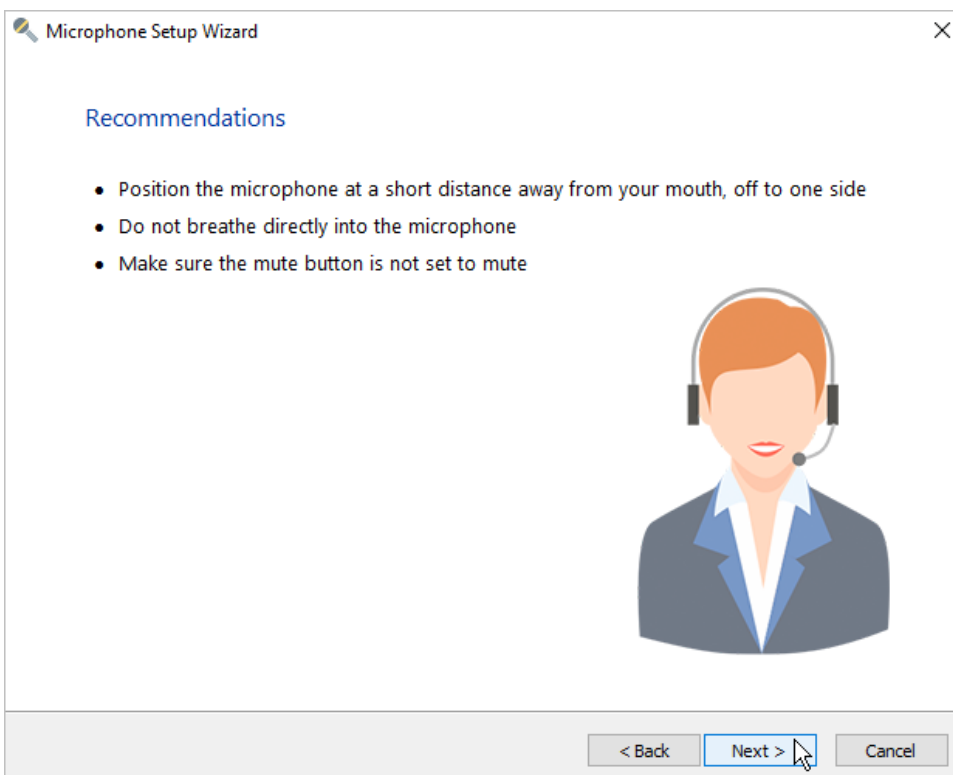 Microphone Setup Wizard
Recommendations
• Position the microphone at a short distance away from your mouth, off to one side
• Do not breathe directly into the microphone
• Make sure the mute button is not set to mute
< Back
Next >
Cancel